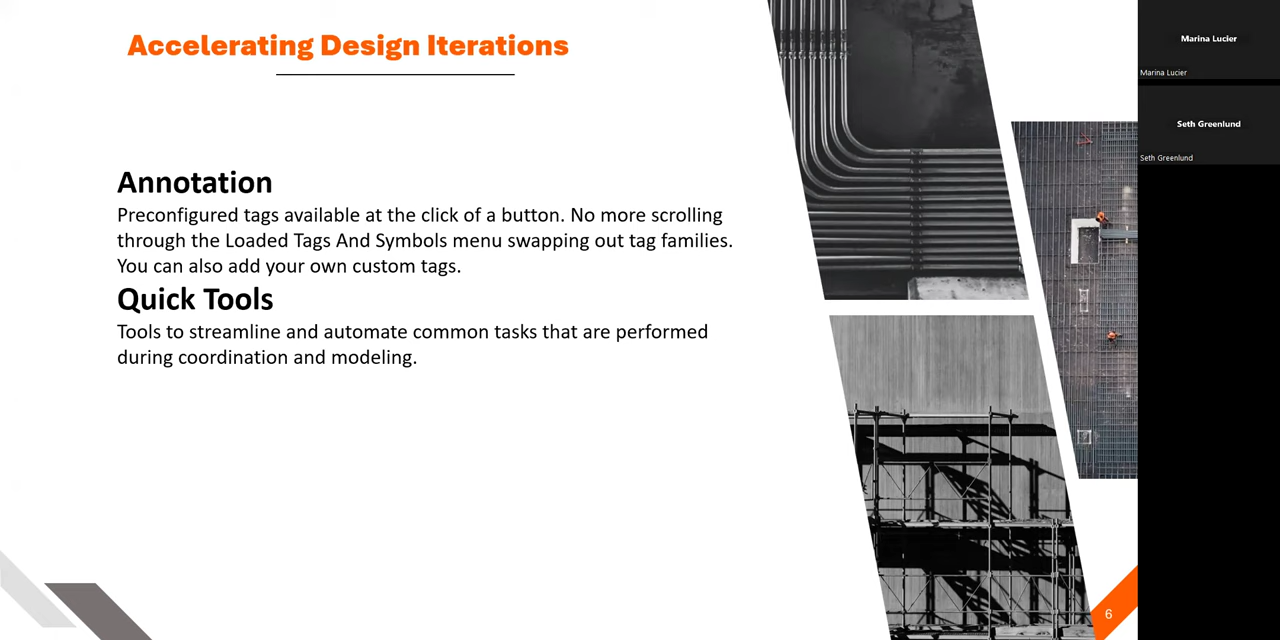 Accelerating Design Iterations
Annotation
Preconfigured tags available at the click of a button. No more scrolling
through the Loaded Tags And Symbols menu swapping out tag families.
You can also add your own custom tags.
Quick Tools
Tools to streamline and automate common tasks that are performed
during coordination and modeling.
6
Marina Lucier
Marina Lucier
Seth Greenlund
Seth Greenlund